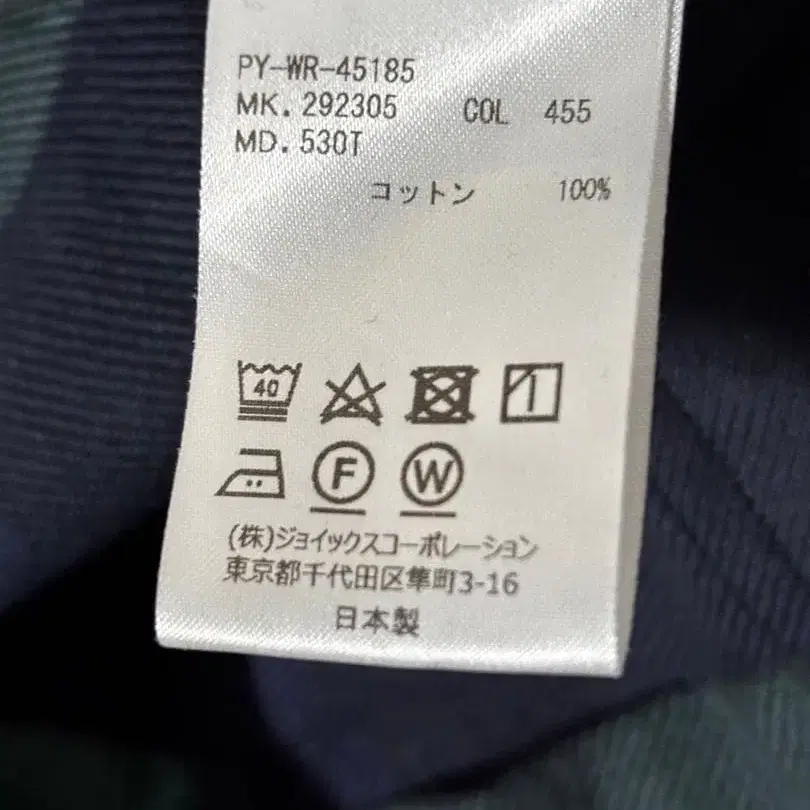 PY-WR-45185
MK. 292305 COL 455
MD. 530T
コットン 100%
40
F W
(株)ジョイックスコーポレーション
東京都千代田区隼町3-16
日本製